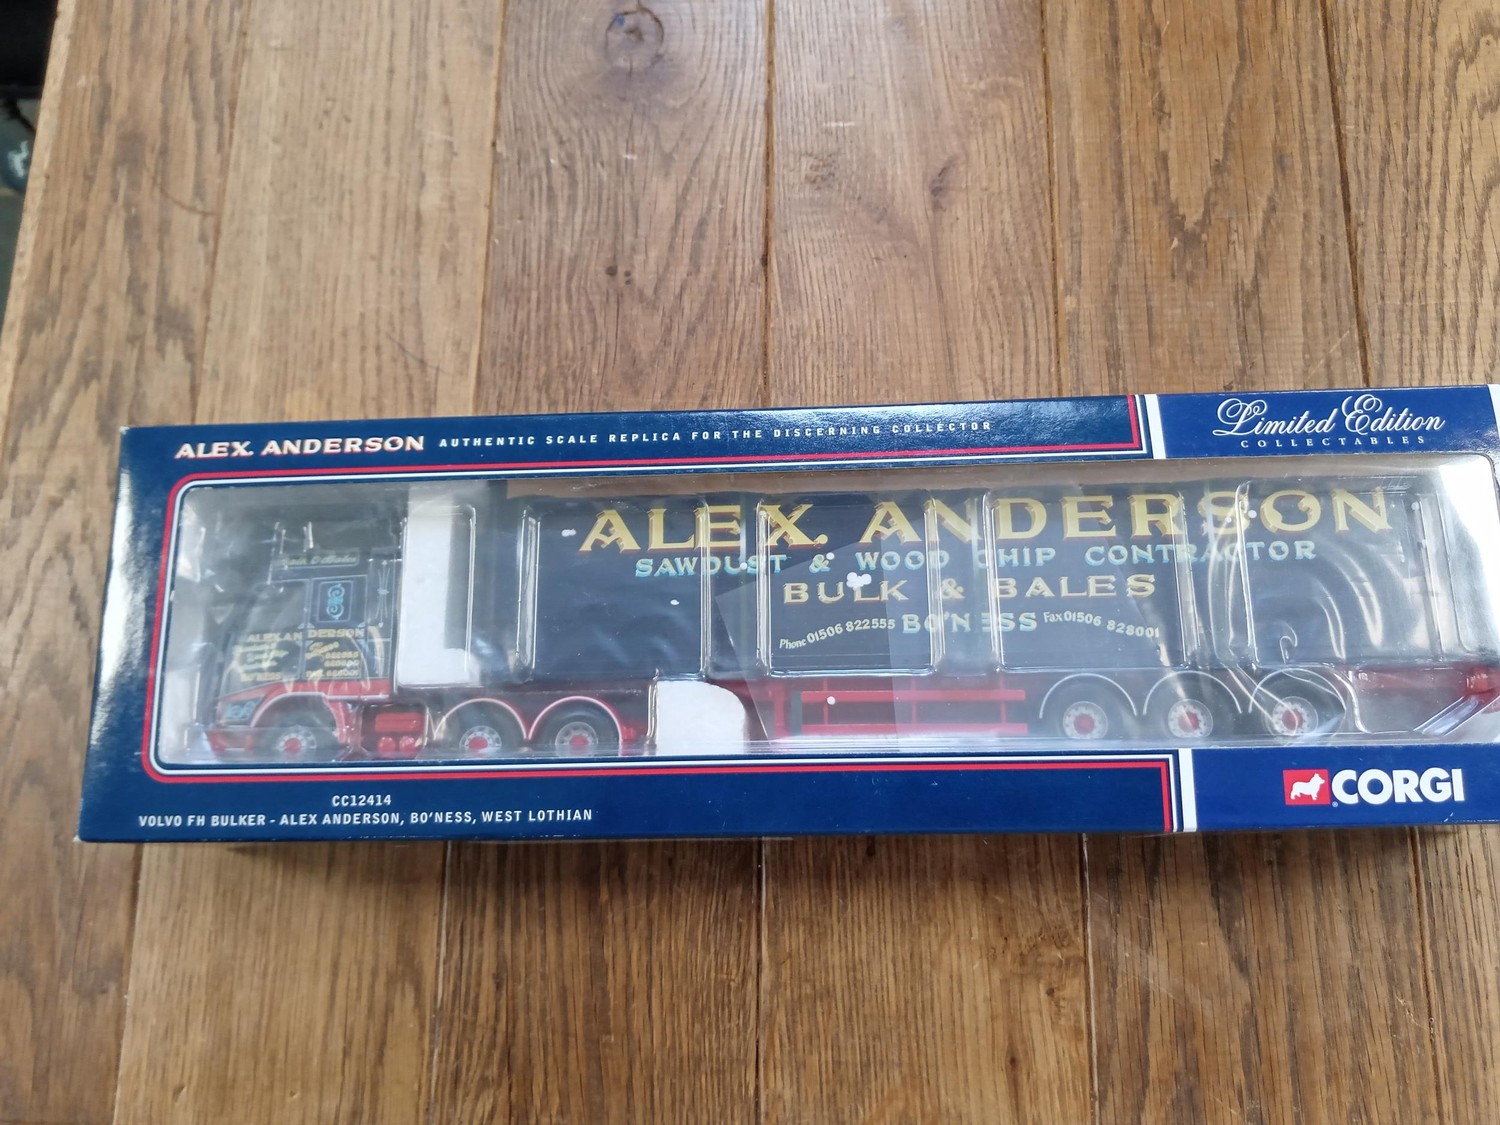 ALEX. ANDERSON AUTHENTIC SCALE REPLICA FOR THE DISCERNING COLLECTOR
Limited Edition
COLLECTABLES
ALEX. ANDERSON
SAWDUST & WOOD CHIP CONTRACTOR
BULK & BALES
Phone 01506 822555 BO'NESS Fax 01506 828001
ALEX. ANDERSON
CORGI
CC12414
VOLVO FH BULKER - ALEX ANDERSON, BO'NESS, WEST LOTHIAN